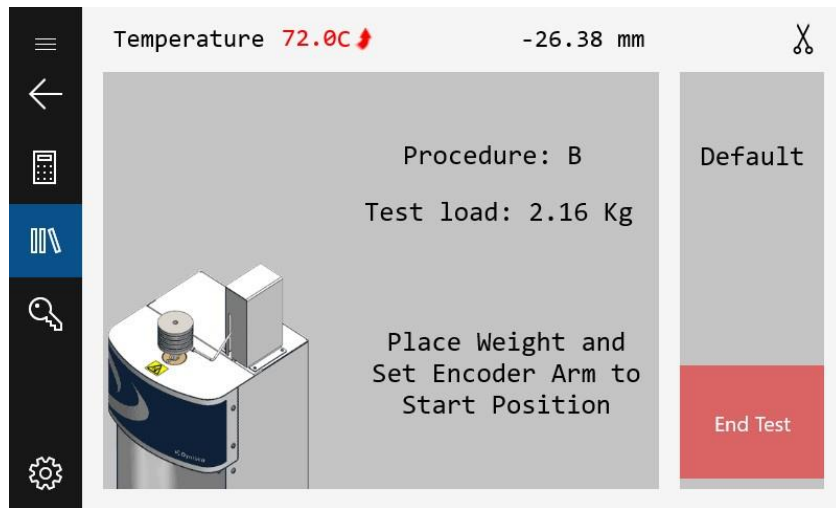 Temperature 72.0C
-26.38 mm
Procedure: B
Test load: 2.16 Kg
Place Weight and
Set Encoder Arm to
Start Position
Default
End Test
Dynisco